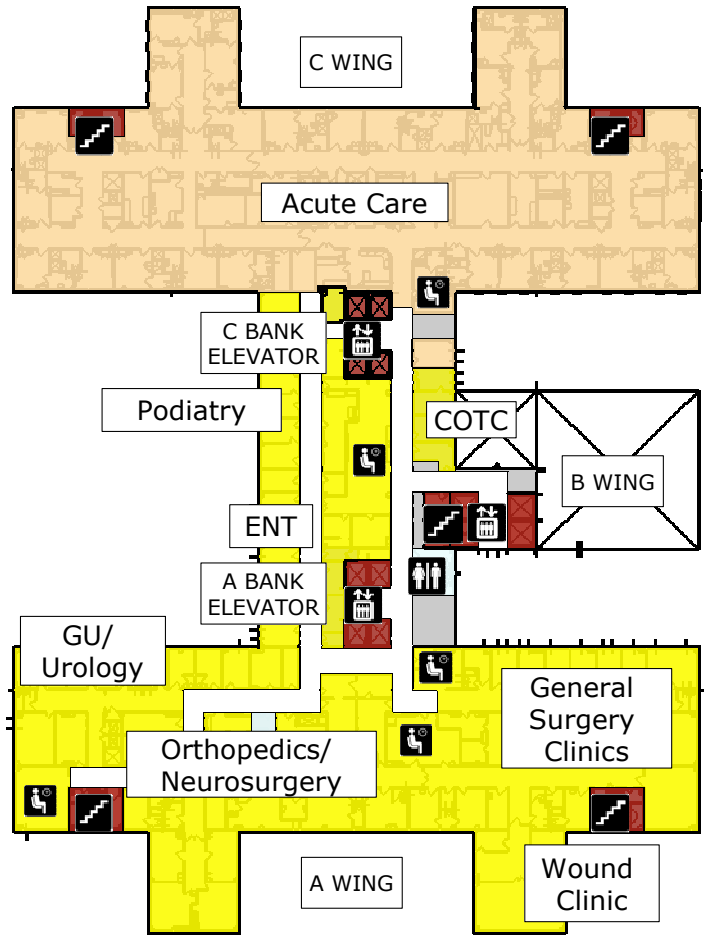 C WING
Acute Care
C BANK
ELEVATOR
Podiatry
COTC
B WING
ENT
A BANK
ELEVATOR
GU/
Urology
General
Surgery
Clinics
Orthopedics/
Neurosurgery
Wound
Clinic
A WING